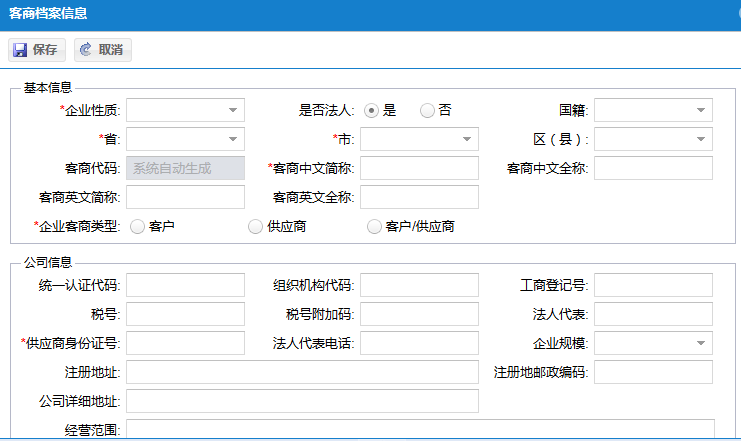 客商档案信息
保存 取消
基本信息
*企业性质: 是否法人: 是 否 国籍:
*省: *市: 区（县）:
客商代码: 系统自动生成 *客商中文简称: 客商中文全称:
客商英文简称: 客商英文全称:
*企业客商类型: 客户 供应商 客户/供应商
公司信息
统一认证代码: 组织机构代码: 工商登记号:
税号: 税号附加码: 法人代表:
*供应商身份证号: 法人代表电话: 企业规模:
注册地址: 注册地邮政编码:
公司详细地址:
经营范围: